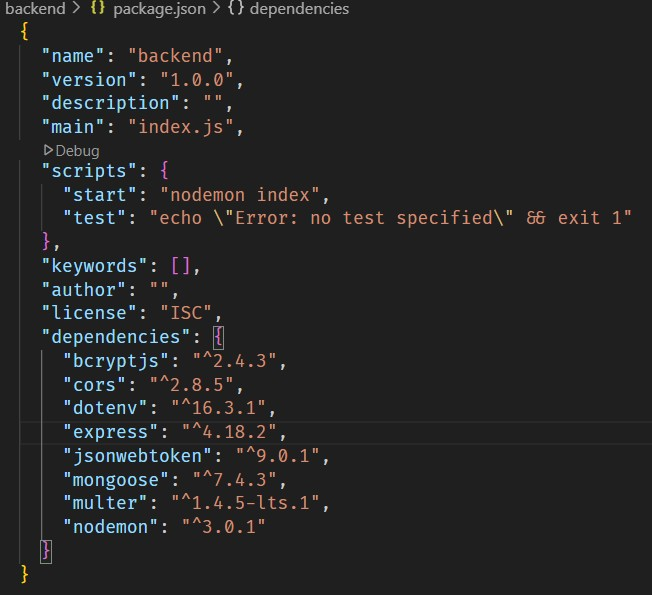 backend > {} package.json > {} dependencies
{
  "name": "backend",
  "version": "1.0.0",
  "description": "",
  "main": "index.js",
  ▷Debug
  "scripts": {
    "start": "nodemon index",
    "test": "echo \"Error: no test specified\" && exit 1"
  },
  "keywords": [],
  "author": "",
  "license": "ISC",
  "dependencies": {
    "bcryptjs": "^2.4.3",
    "cors": "^2.8.5",
    "dotenv": "^16.3.1",
    "express": "^4.18.2",
    "jsonwebtoken": "^9.0.1",
    "mongoose": "^7.4.3",
    "multer": "^1.4.5-lts.1",
    "nodemon": "^3.0.1"
  }
}